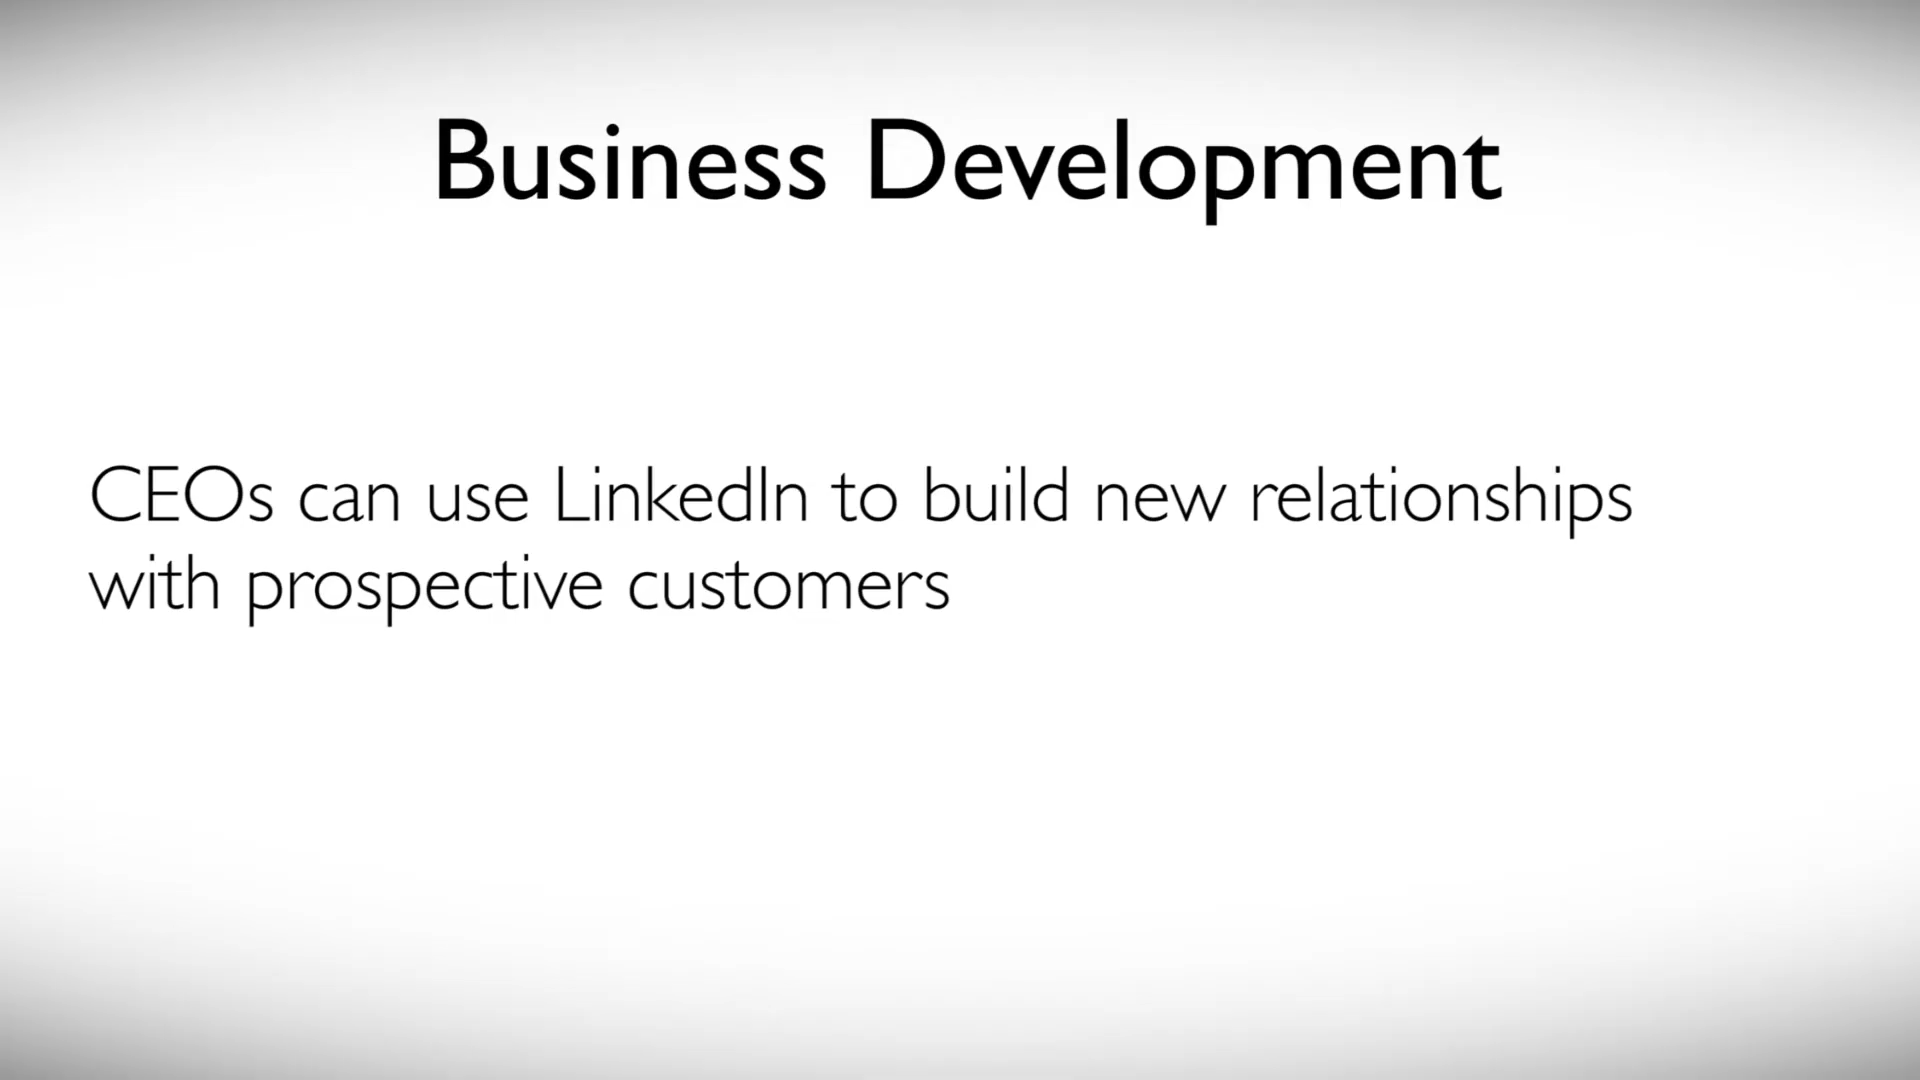 Business Development
CEOs can use LinkedIn to build new relationships
with prospective customers